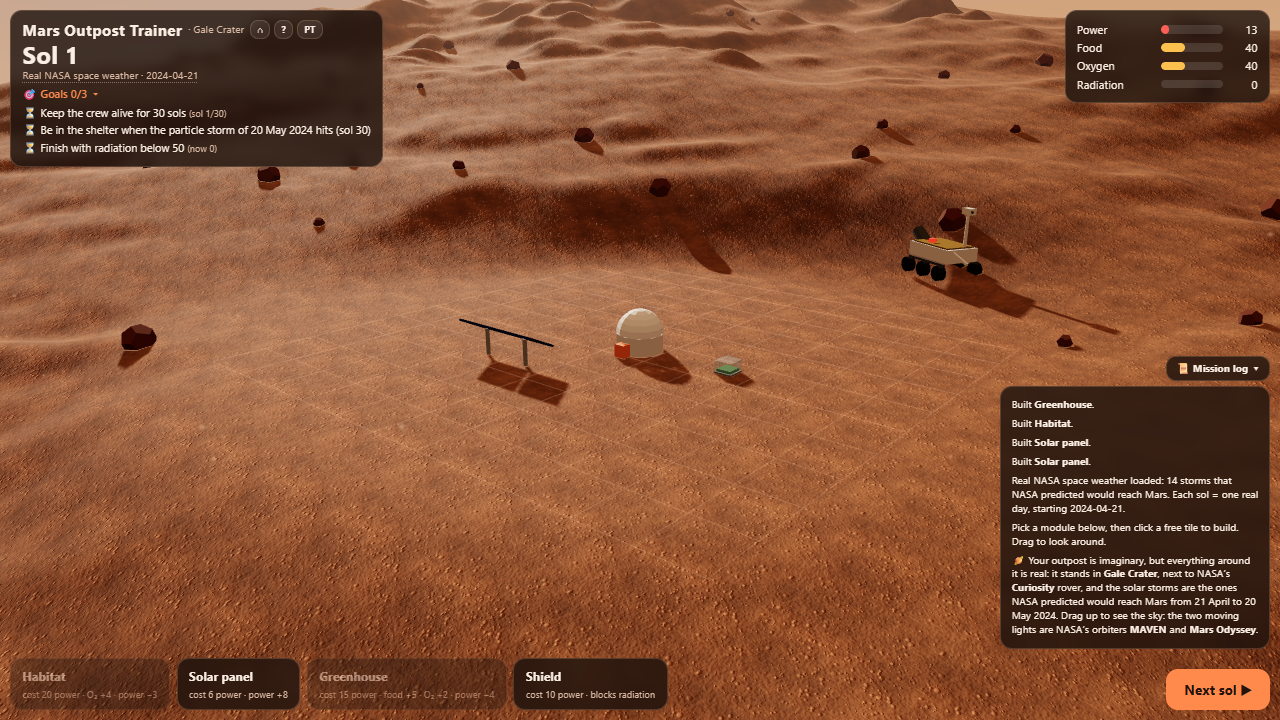 Mars Outpost Trainer · Gale Crater ? PT
Sol 1
Real NASA space weather · 2024-04-21
Goals 0/3
Keep the crew alive for 30 sols (sol 1/30)
Be in the shelter when the particle storm of 20 May 2024 hits (sol 30)
Finish with radiation below 50 (now 0)
Power 13
Food 40
Oxygen 40
Radiation 0
Mission log
Built Greenhouse.
Built Habitat.
Built Solar panel.
Built Solar panel.
Real NASA space weather loaded: 14 storms that
NASA predicted would reach Mars. Each sol = one real
day, starting 2024-04-21.
Pick a module below, then click a free tile to build.
Drag to look around.
Your outpost is imaginary, but everything around
it is real: it stands in Gale Crater, next to NASA's
Curiosity rover, and the solar storms are the ones
NASA predicted would reach Mars from 21 April to 20
May 2024. Drag up to see the sky: the two moving
lights are NASA's orbiters MAVEN and Mars Odyssey.
Habitat
cost 20 power · O₂ +4 · power −3
Solar panel
cost 6 power · power +8
Greenhouse
cost 15 power · food +5 · O₂ +2 · power −4
Shield
cost 10 power · blocks radiation
Next sol ▶